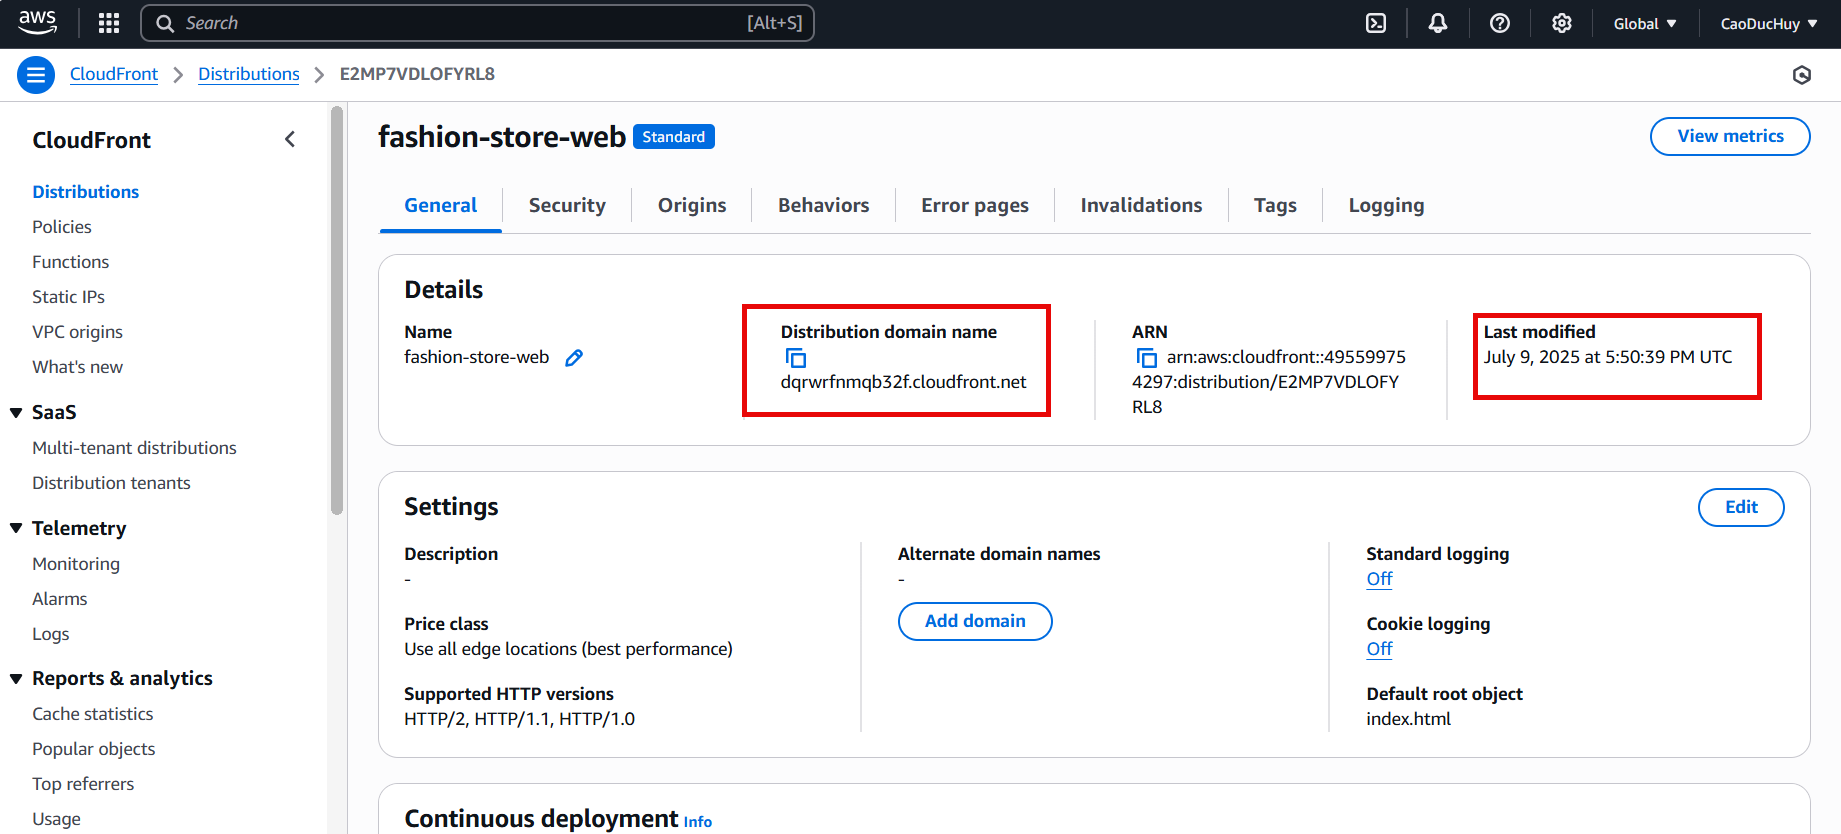 aws
Search
[Alt+S]
Global
CaoDucHuy
CloudFront
Distributions
E2MP7VDLOFYRL8
CloudFront
Distributions
Policies
Functions
Static IPs
VPC origins
What's new
SaaS
Multi-tenant distributions
Distribution tenants
Telemetry
Monitoring
Alarms
Logs
Reports & analytics
Cache statistics
Popular objects
Top referrers
Usage
fashion-store-web
Standard
View metrics
General
Security
Origins
Behaviors
Error pages
Invalidations
Tags
Logging
Details
Name
fashion-store-web
Distribution domain name
dqrwrfnmqb32f.cloudfront.net
ARN
arn:aws:cloudfront::49559975
4297:distribution/E2MP7VDLOFY
RL8
Last modified
July 9, 2025 at 5:50:39 PM UTC
Settings
Edit
Description
-
Price class
Use all edge locations (best performance)
Supported HTTP versions
HTTP/2, HTTP/1.1, HTTP/1.0
Alternate domain names
-
Add domain
Standard logging
Off
Cookie logging
Off
Default root object
index.html
Continuous deployment Info